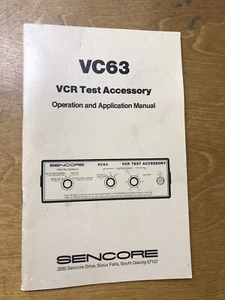 VC63
VCR Test Accessory
Operation and Application Manual
SENCORE
VC63 VCR TEST ACCESSORY
SENCORE
3200 Sencore Drive, Sioux Falls, South Dakota 57107